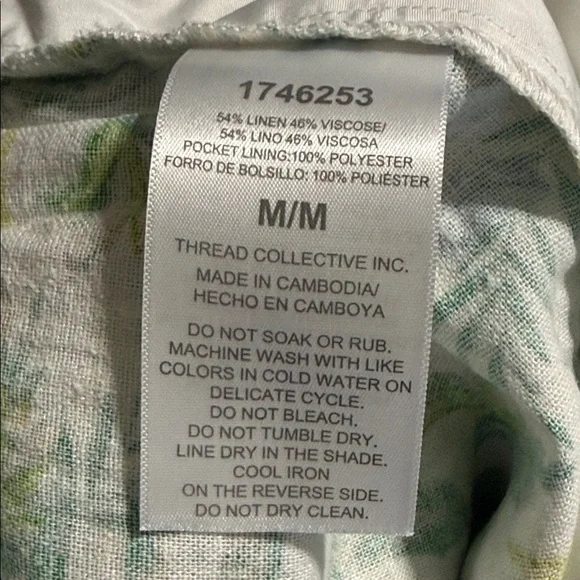 1746253
54% LINEN 46% VISCOSE/
54% LINO 46% VISCOSA
POCKET LINING:100% POLYESTER
FORRO DE BOLSILLO: 100% POLIÉSTER
M/M
THREAD COLLECTIVE INC.
MADE IN CAMBODIA/
HECHO EN CAMBOYA
DO NOT SOAK OR RUB.
MACHINE WASH WITH LIKE
COLORS IN COLD WATER ON
DELICATE CYCLE.
DO NOT BLEACH.
DO NOT TUMBLE DRY.
LINE DRY IN THE SHADE.
COOL IRON
ON THE REVERSE SIDE.
DO NOT DRY CLEAN.